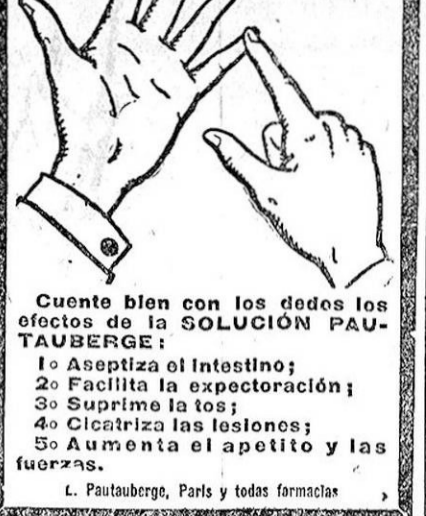 Cuente bien con los dedos los
efectos de la SOLUCIÓN PAU-
TAUBERGE:
1o Aseptiza el intestino;
2o Facilita la expectoración;
3o Suprime la tos;
4o Cicatriza las lesiones;
5o Aumenta el apetito y las
fuerzas.
L. Pautauberge, París y todas farmacias